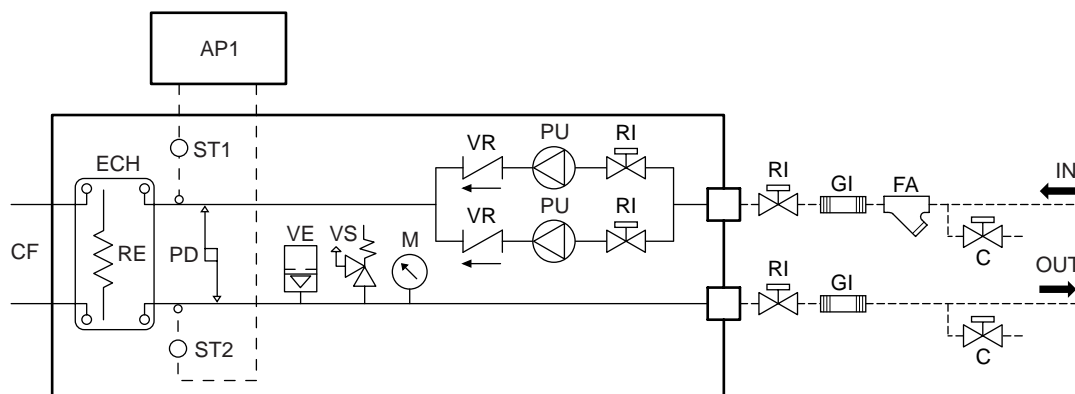 AP1
ST1
ECH
VR
PU
RI
RI
GI
FA
IN
VR
PU
RI
C
CF
RE
PD
VE
VS
M
RI
GI
OUT
ST2
C